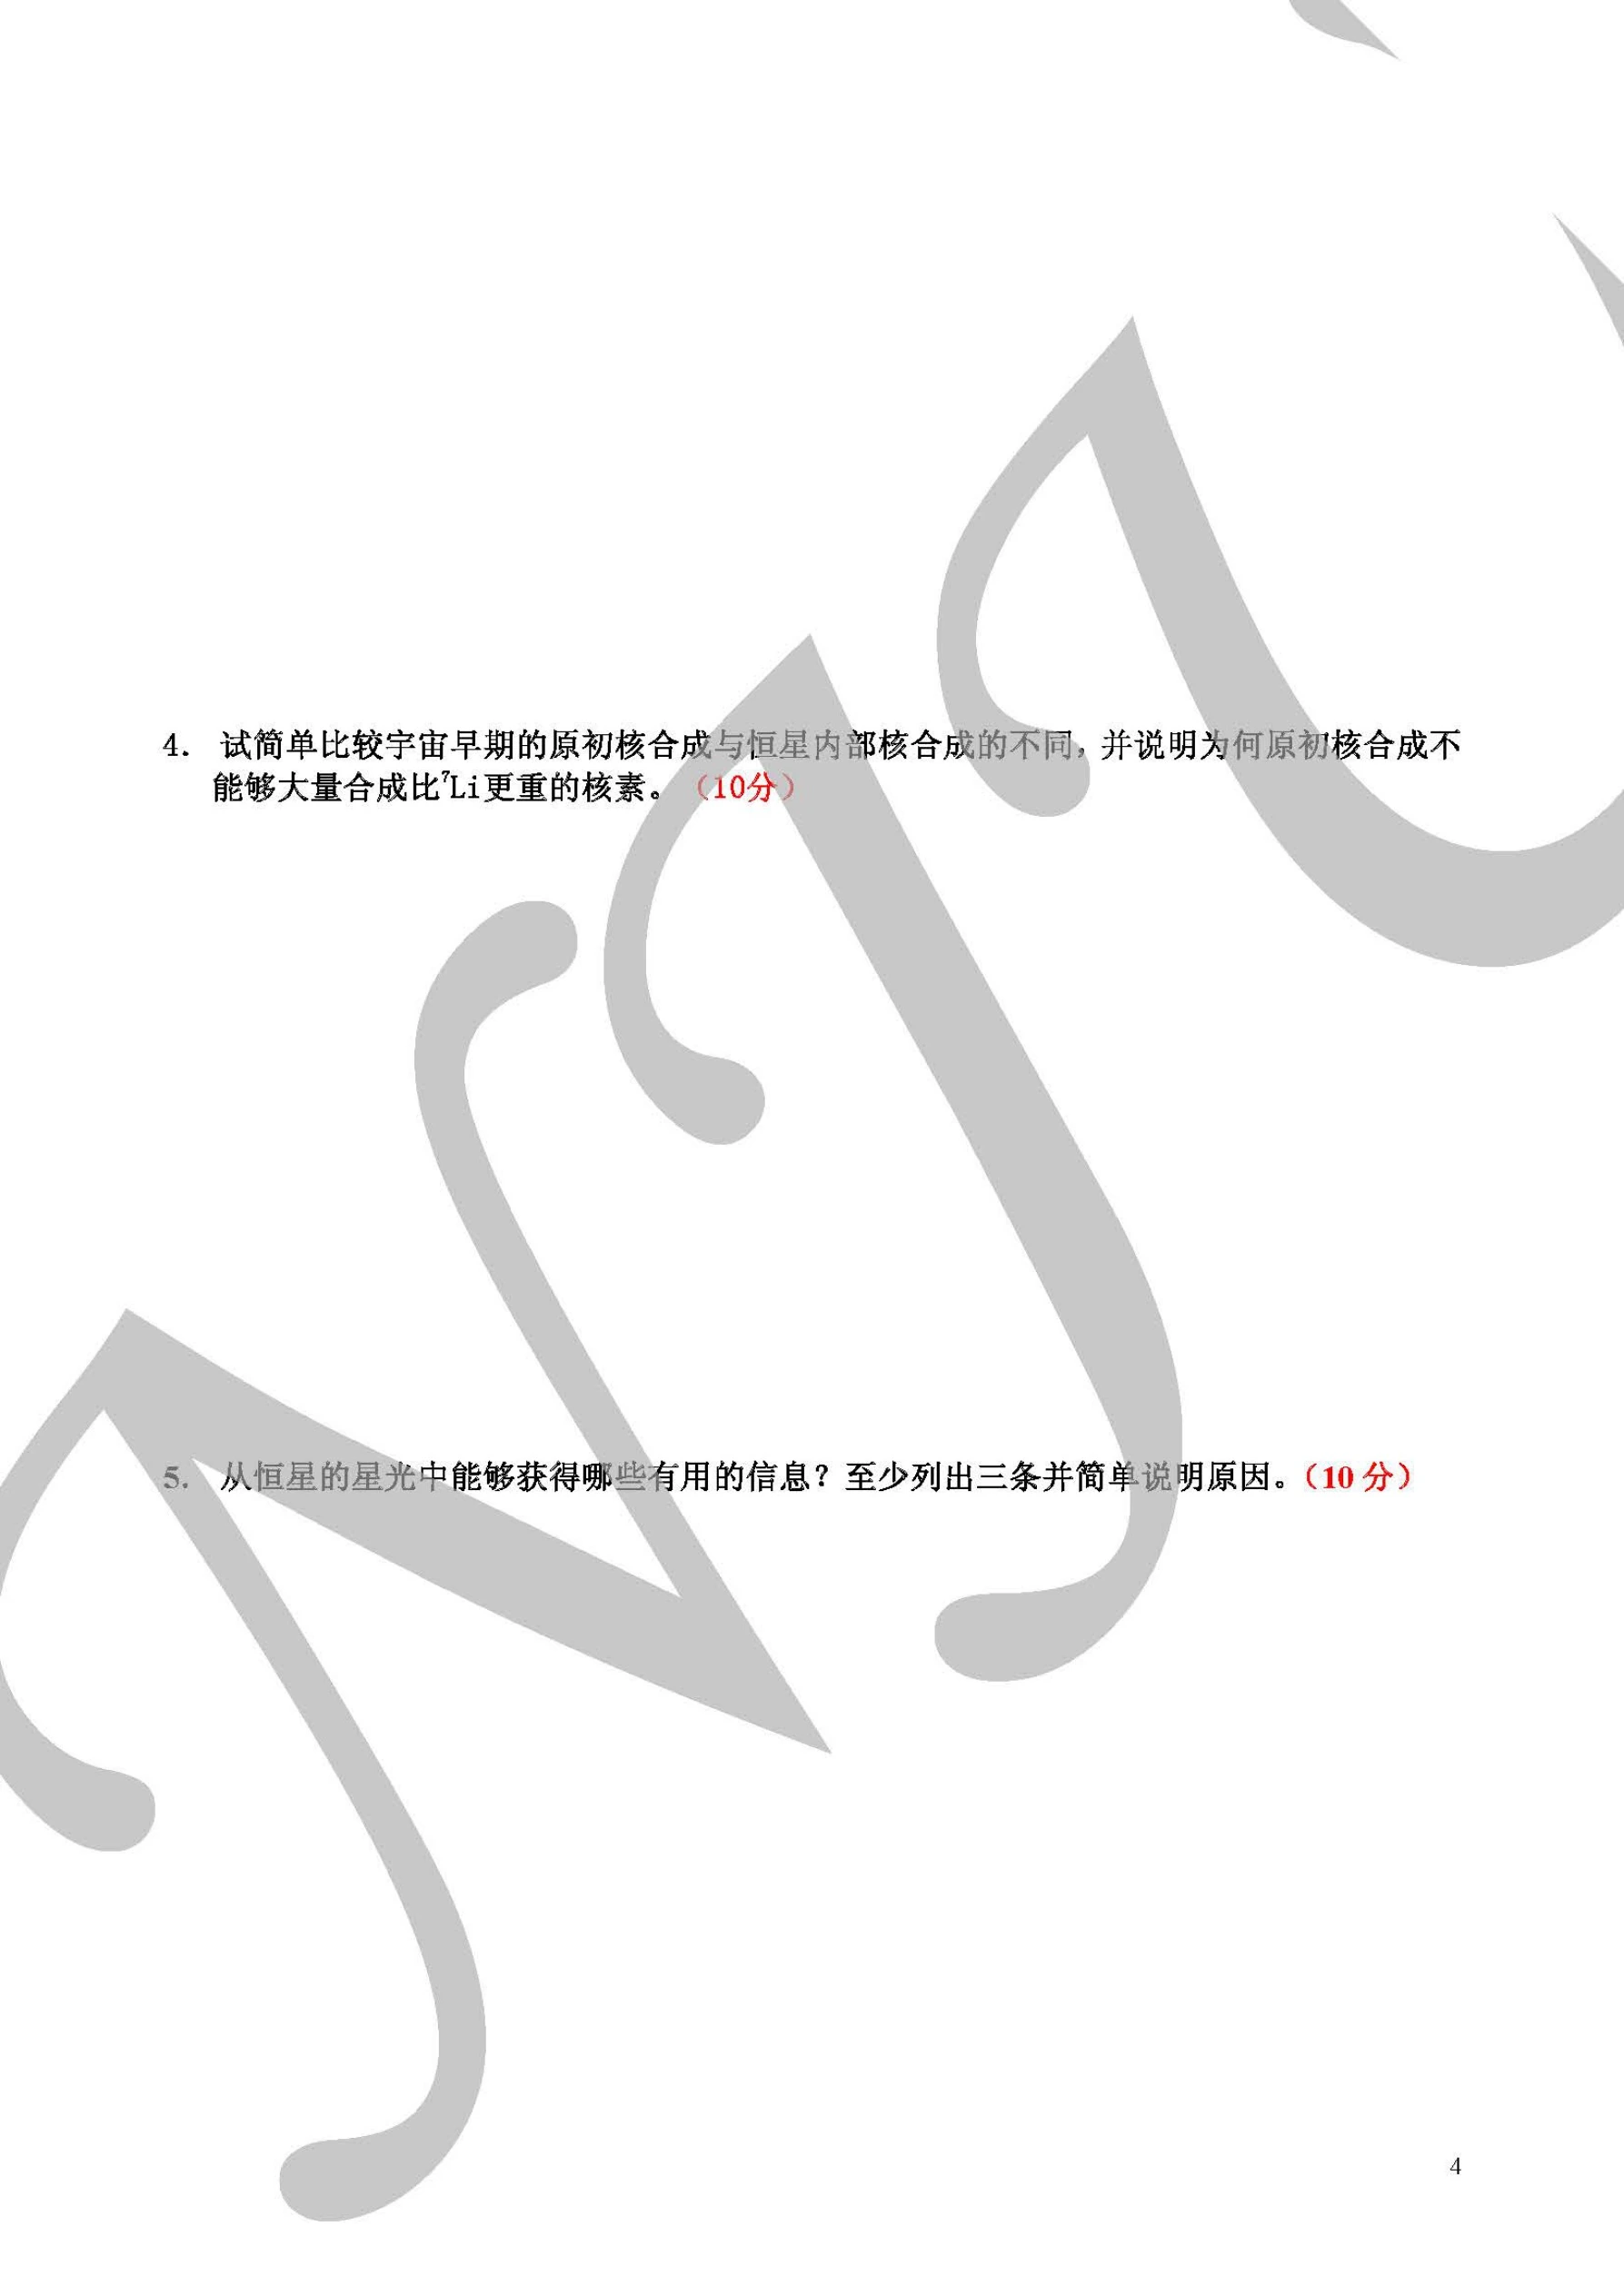 4. 试简单比较宇宙早期的原初核合成与恒星内部核合成的不同，并说明为何原初核合成不
能够大量合成比⁷Li更重的核素。（10分）
5. 从恒星的星光中能够获得哪些有用的信息？至少列出三条并简单说明原因。（10 分）
4